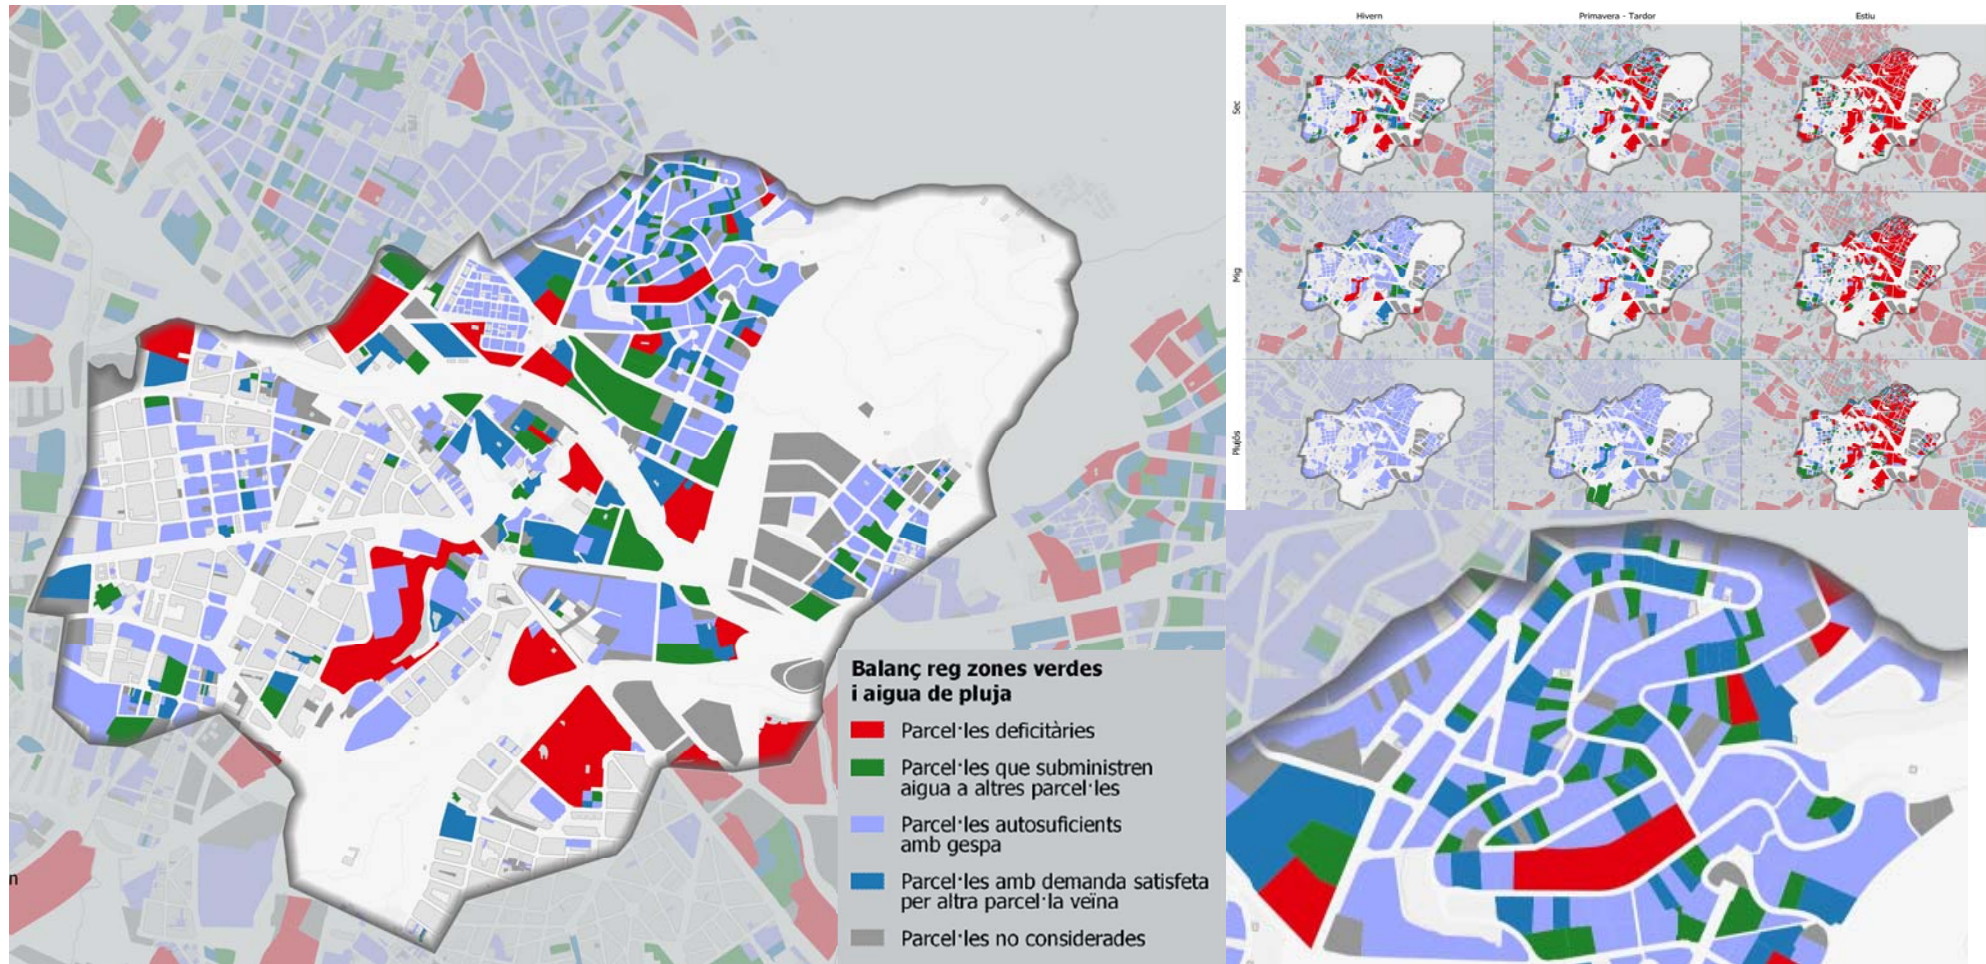 Hivern
Primavera - Tardor
Estiu
Sec
Mig
Plujós
Balanç reg zones verdes
i aigua de pluja
Parcel·les deficitàries
Parcel·les que subministren
aigua a altres parcel·les
Parcel·les autosuficients
amb gespa
Parcel·les amb demanda satisfeta
per altra parcel·la veïna
Parcel·les no considerades
n